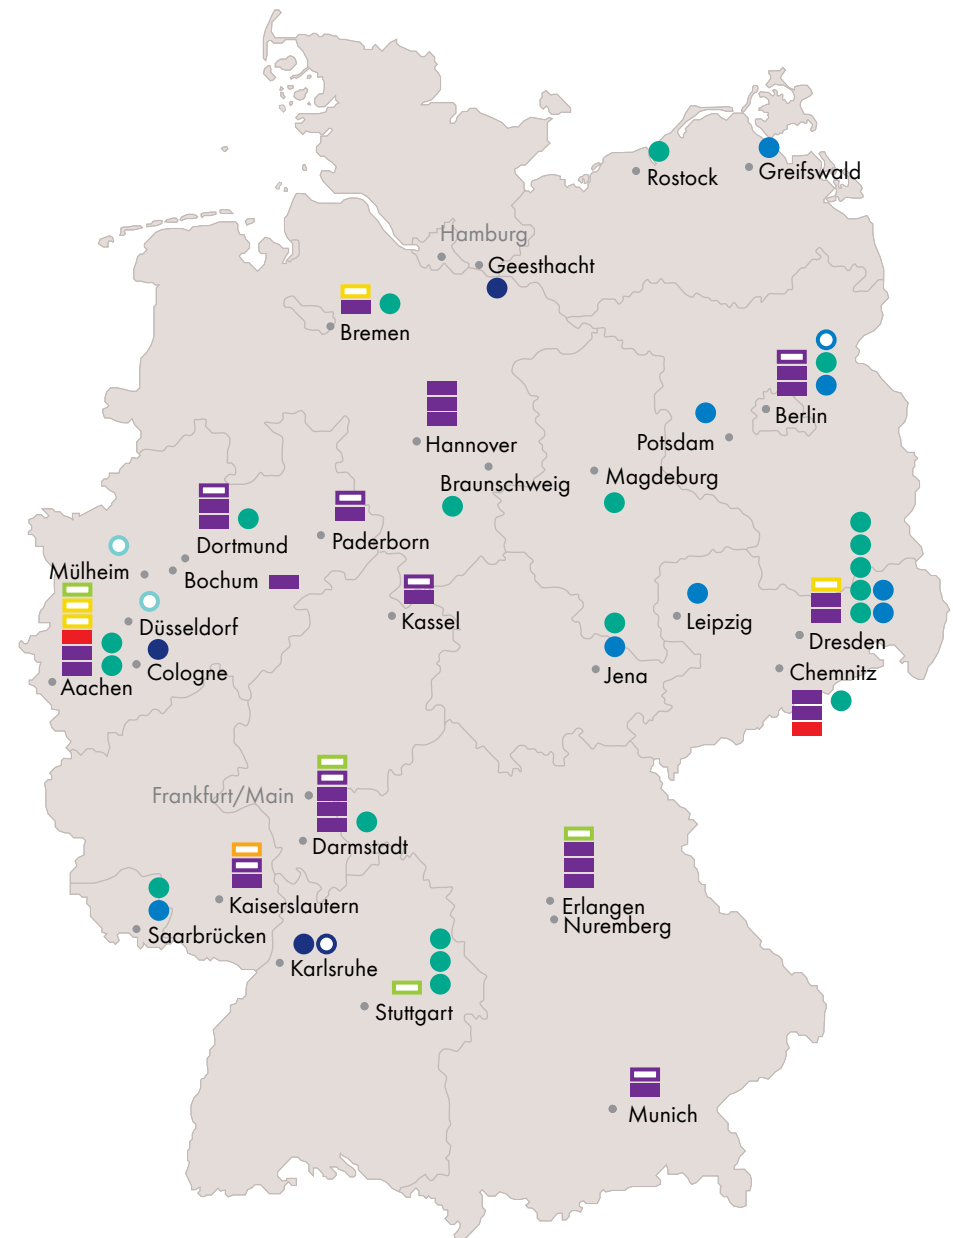 Rostock
Greifswald
Hamburg
Geesthacht
Bremen
Berlin
Hannover
Potsdam
Braunschweig
Magdeburg
Dortmund
Paderborn
Mülheim
Bochum
Kassel
Leipzig
Düsseldorf
Dresden
Cologne
Jena
Chemnitz
Aachen
Frankfurt/Main
Darmstadt
Kaiserslautern
Erlangen
Nuremberg
Saarbrücken
Karlsruhe
Stuttgart
Munich